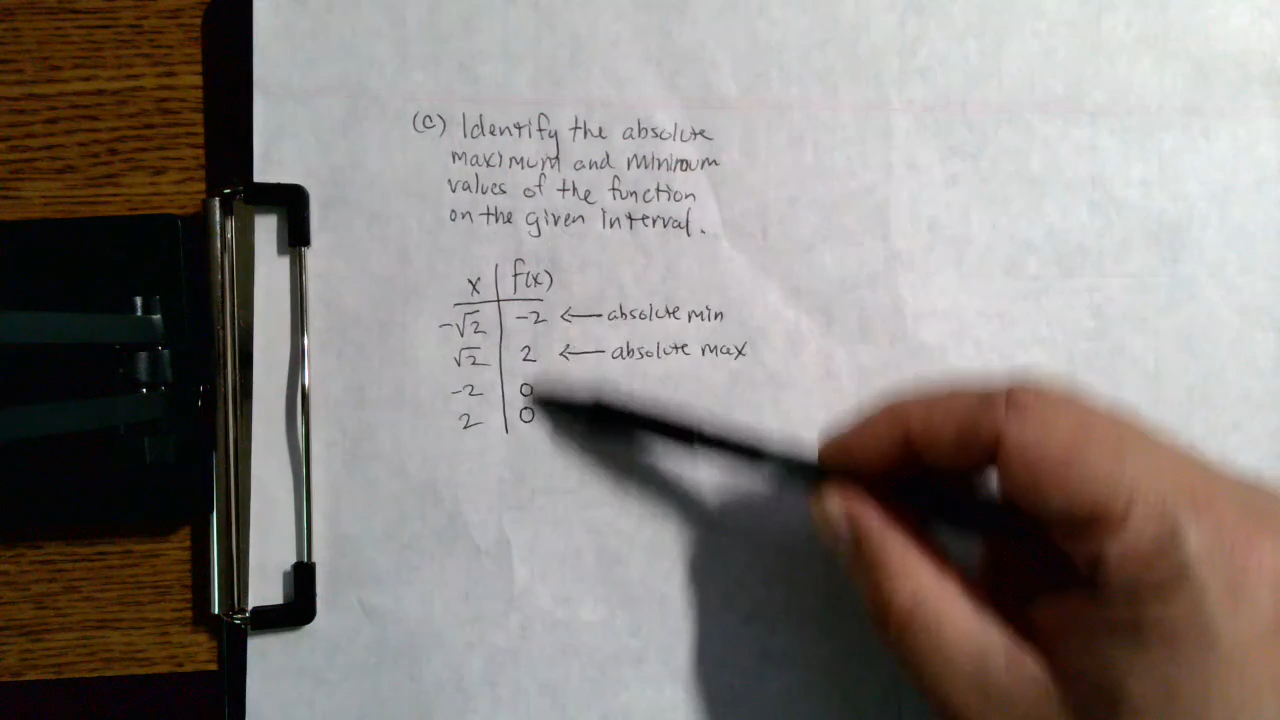 (c) Identify the absolute
maximum and minimum
values of the function
on the given interval.
x | f(x)
-√2 | -2 ← absolute min
√2 | 2 ← absolute max
-2 | 0
2 | 0